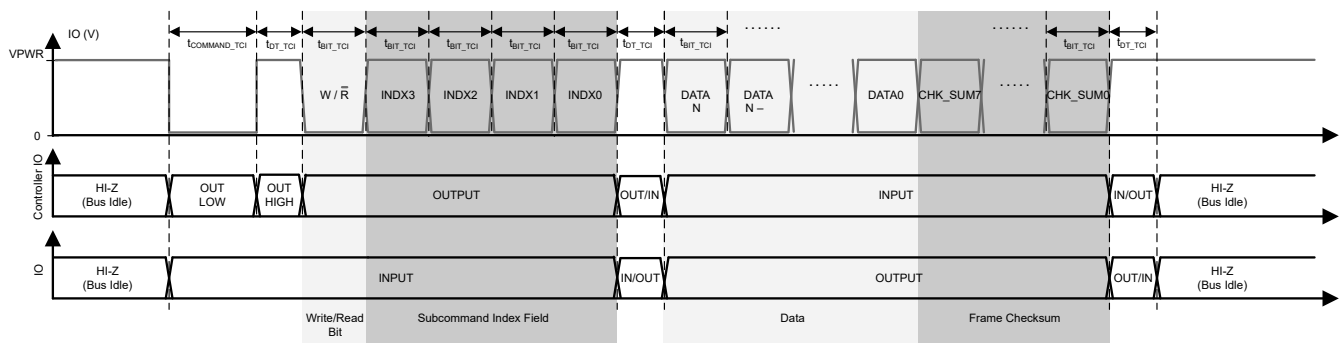 IO (V)
VPWR
0
tCOMMAND_TCI tDT_TCI tBIT_TCI tBIT_TCI tBIT_TCI tBIT_TCI tBIT_TCI tDT_TCI tBIT_TCI ...... ...... tBIT_TCI tDT_TCI
W / R̅ INDX3 INDX2 INDX1 INDX0 DATA N DATA N – ..... DATA0 CHK_SUM7 ..... CHK_SUM0
Controller IO
HI-Z (Bus Idle) OUT LOW OUT HIGH OUTPUT OUT/IN INPUT IN/OUT HI-Z (Bus Idle)
IO
HI-Z (Bus Idle) INPUT IN/OUT OUTPUT OUT/IN HI-Z (Bus Idle)
Write/Read Bit Subcommand Index Field Data Frame Checksum